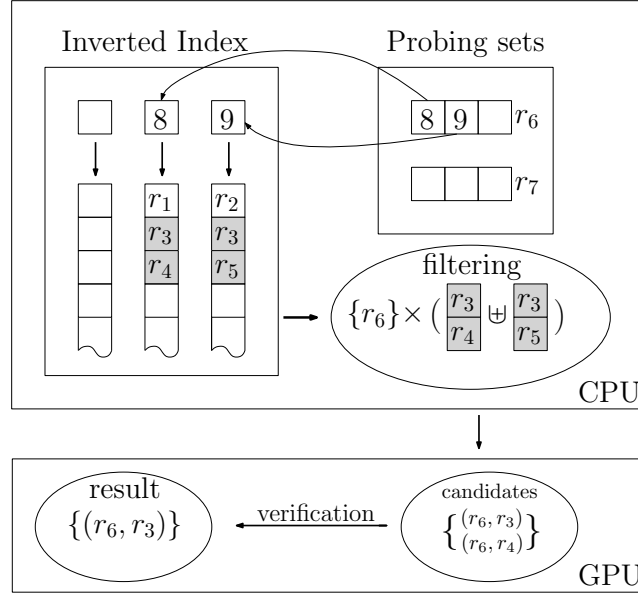 Inverted Index
Probing sets
8 9
8 9 r₆
r₇
r₁ r₂
r₃ r₃
r₄ r₅
filtering
{r₆} × ( r₃ r₄ ⊎ r₃ r₅ )
CPU
result
{(r₆, r₃)}
verification
candidates
{(r₆, r₃)
(r₆, r₄)}
GPU